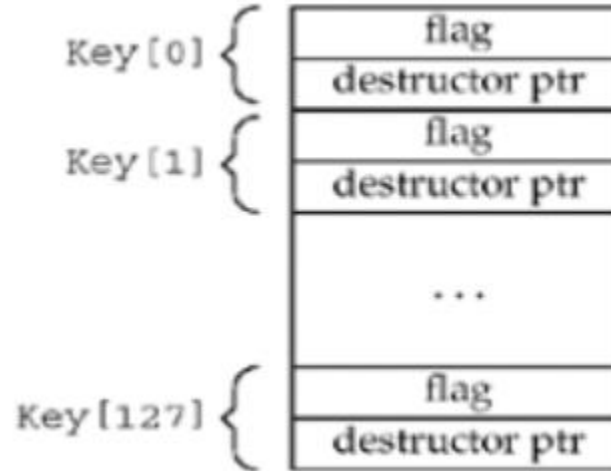 Key[0]
flag
destructor ptr
Key[1]
flag
destructor ptr
...
Key[127]
flag
destructor ptr